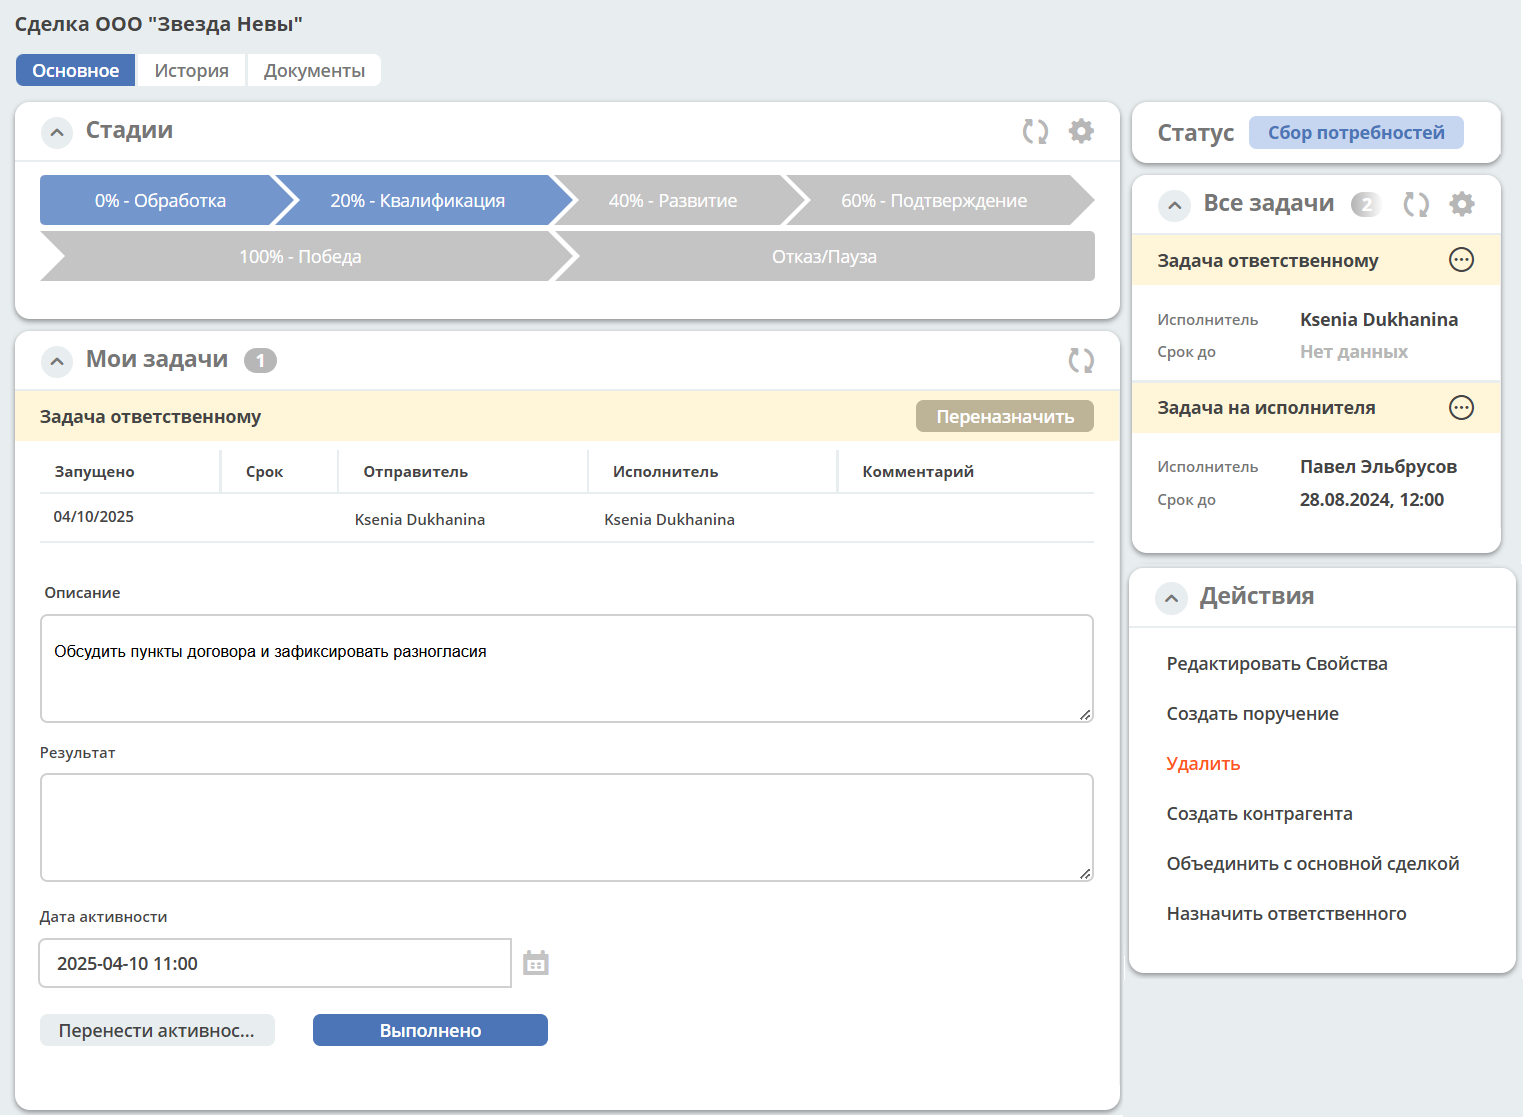 Сделка ООО "Звезда Невы"
Основное
История
Документы
Стадии
0% - Обработка
20% - Квалификация
40% - Развитие
60% - Подтверждение
100% - Победа
Отказ/Пауза
Мои задачи 1
Задача ответственному
Переназначить
Запущено Срок Отправитель Исполнитель Комментарий
04/10/2025 Ksenia Dukhanina Ksenia Dukhanina
Описание
Обсудить пункты договора и зафиксировать разногласия
Результат
Дата активности
2025-04-10 11:00
Перенести активнос...
Выполнено
Статус Сбор потребностей
Все задачи 2
Задача ответственному
Исполнитель Ksenia Dukhanina
Срок до Нет данных
Задача на исполнителя
Исполнитель Павел Эльбрусов
Срок до 28.08.2024, 12:00
Действия
Редактировать Свойства
Создать поручение
Удалить
Создать контрагента
Объединить с основной сделкой
Назначить ответственного